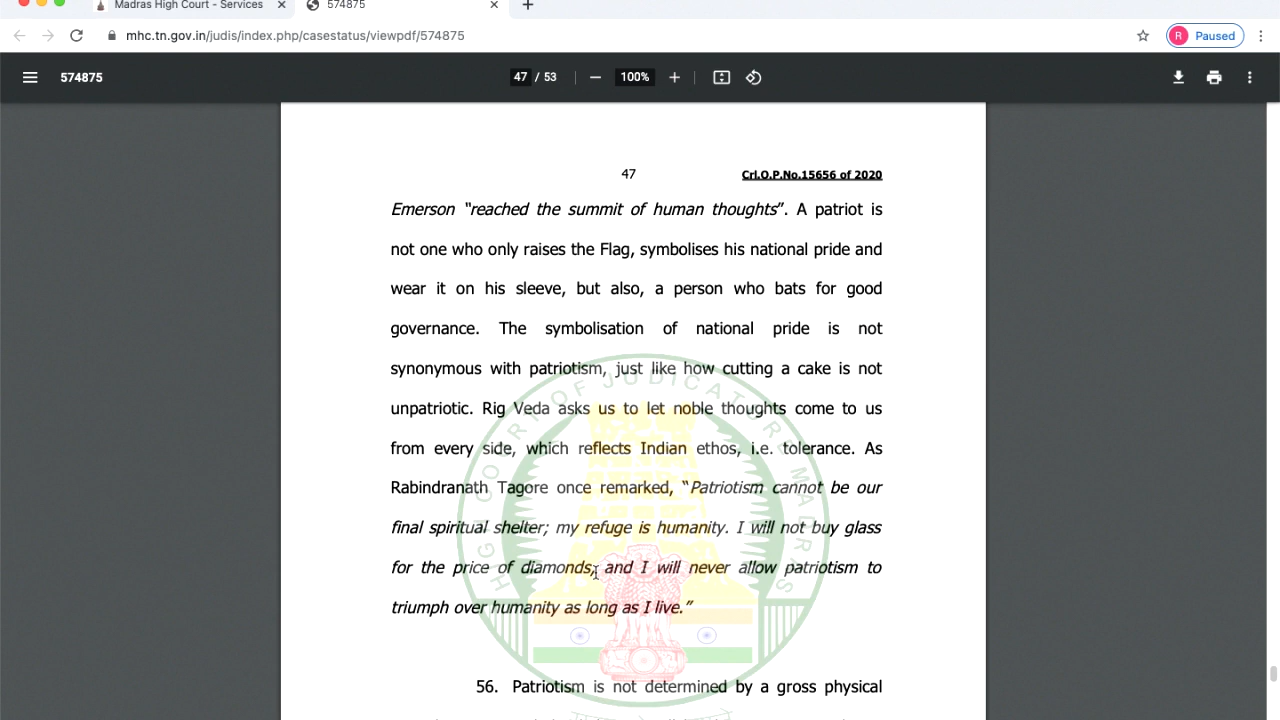 Madras High Court - Services
574875
mhc.tn.gov.in/judis/index.php/casestatus/viewpdf/574875
R Paused
574875
47 / 53
100%
47
Crl.O.P.No.15656 of 2020
Emerson “reached the summit of human thoughts”. A patriot is
not one who only raises the Flag, symbolises his national pride and
wear it on his sleeve, but also, a person who bats for good
governance. The symbolisation of national pride is not
synonymous with patriotism, just like how cutting a cake is not
unpatriotic. Rig Veda asks us to let noble thoughts come to us
from every side, which reflects Indian ethos, i.e. tolerance. As
Rabindranath Tagore once remarked, “Patriotism cannot be our
final spiritual shelter; my refuge is humanity. I will not buy glass
for the price of diamonds, and I will never allow patriotism to
triumph over humanity as long as I live.”
56. Patriotism is not determined by a gross physical
HIGH COURT OF JUDICATURE MADRAS